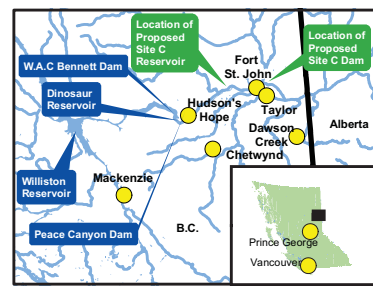 Location of
Proposed
Site C
Reservoir
Fort
St. John
Location of
Proposed
Site C Dam
W.A.C Bennett Dam
Dinosaur
Reservoir
Hudson's
Hope
Taylor
Dawson
Creek
Alberta
Chetwynd
Williston
Reservoir
Mackenzie
B.C.
Peace Canyon Dam
Prince George
Vancouver